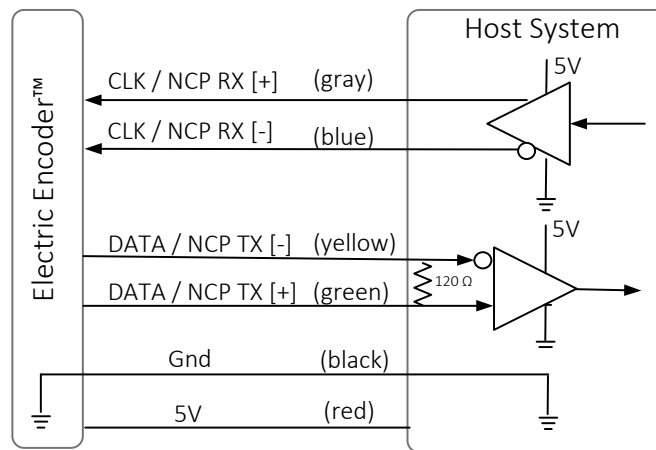 Host System
5V
CLK / NCP RX [+] (gray)
CLK / NCP RX [-] (blue)
Electric Encoder™
5V
DATA / NCP TX [-] (yellow)
120 Ω
DATA / NCP TX [+] (green)
Gnd (black)
5V (red)